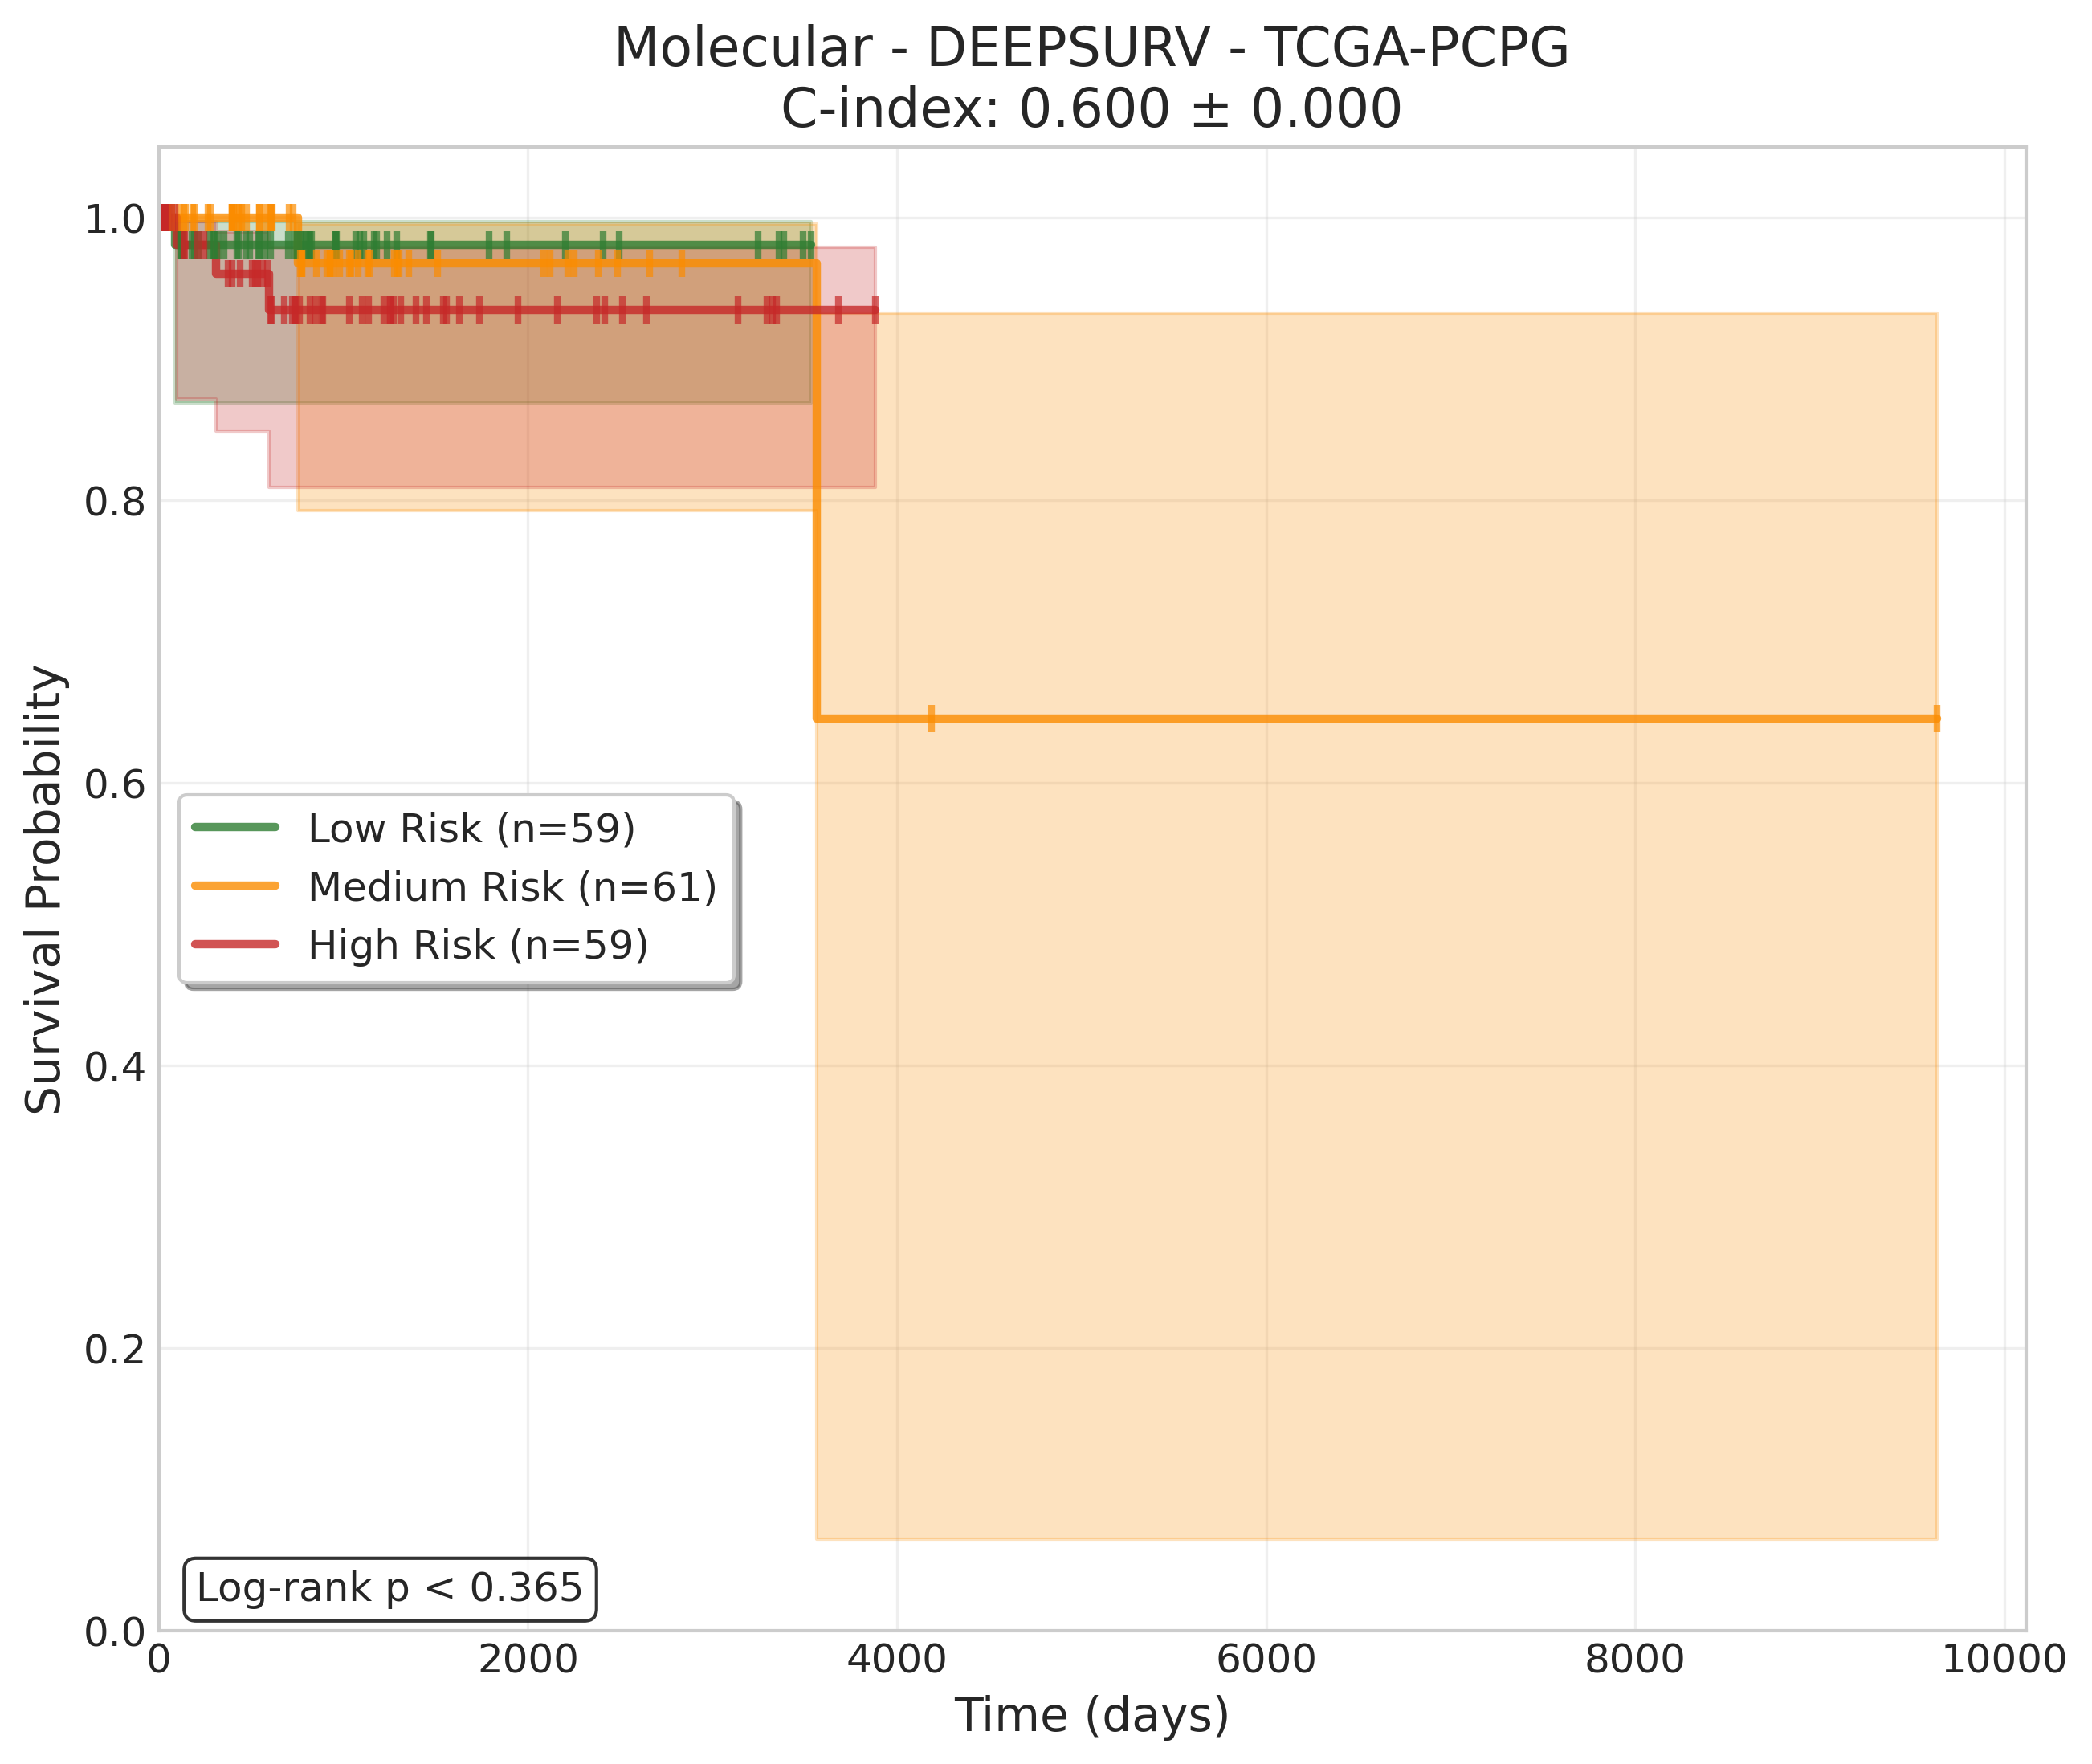 Molecular - DEEPSURV - TCGA-PCPG
C-index: 0.600 ± 0.000
Survival Probability
1.0
0.8
0.6
0.4
0.2
0.0
Low Risk (n=59)
Medium Risk (n=61)
High Risk (n=59)
Log-rank p < 0.365
0 2000 4000 6000 8000 10000
Time (days)